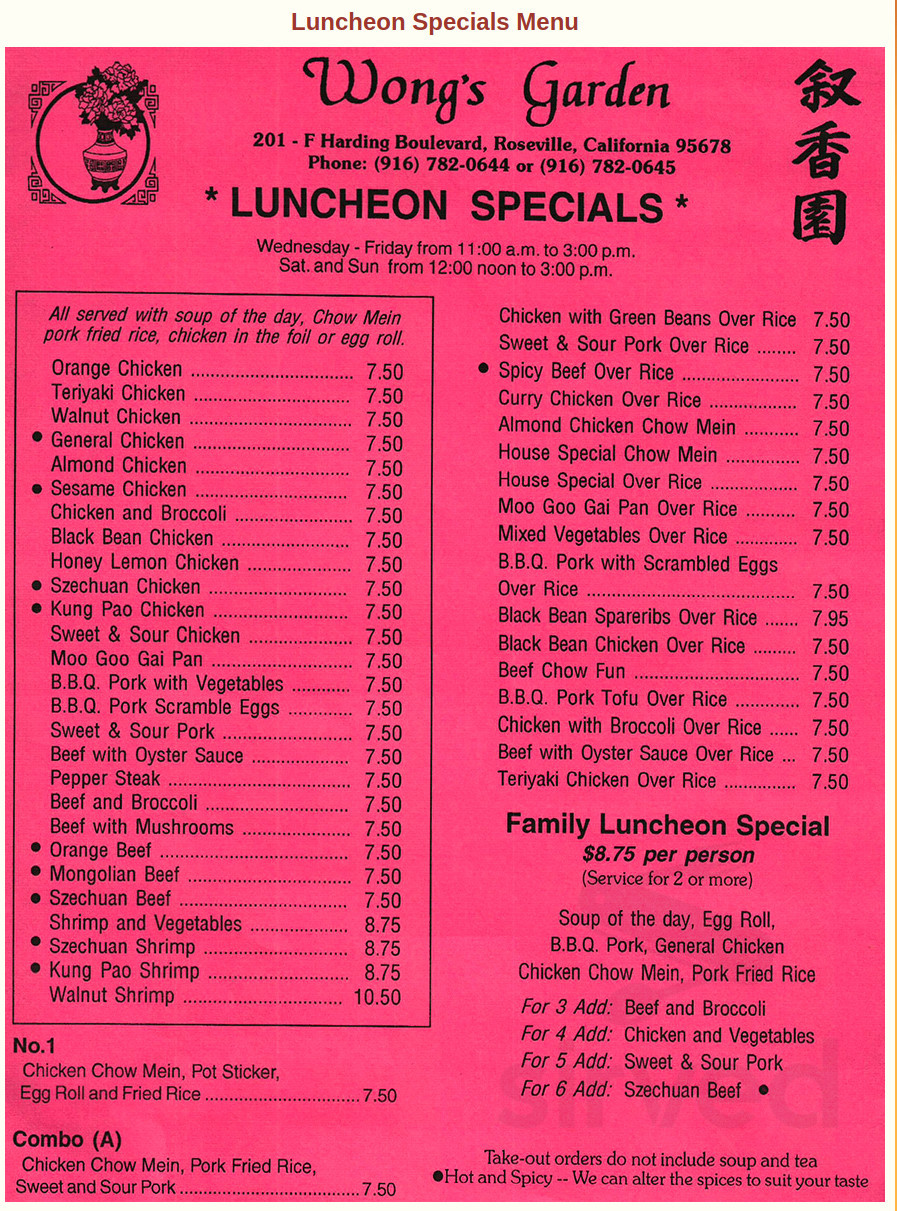 Luncheon Specials Menu
Wong's Garden
叙香園
201 - F Harding Boulevard, Roseville, California 95678
Phone: (916) 782-0644 or (916) 782-0645
* LUNCHEON SPECIALS *
Wednesday - Friday from 11:00 a.m. to 3:00 p.m.
Sat. and Sun from 12:00 noon to 3:00 p.m.
All served with soup of the day, Chow Mein
pork fried rice, chicken in the foil or egg roll.
Orange Chicken ................................ 7.50
Teriyaki Chicken ............................... 7.50
Walnut Chicken ................................ 7.50
● General Chicken ............................... 7.50
Almond Chicken ............................... 7.50
● Sesame Chicken .............................. 7.50
Chicken and Broccoli ....................... 7.50
Black Bean Chicken ......................... 7.50
Honey Lemon Chicken .................... 7.50
● Szechuan Chicken ........................... 7.50
● Kung Pao Chicken .......................... 7.50
Sweet & Sour Chicken .................... 7.50
Moo Goo Gai Pan ........................... 7.50
B.B.Q. Pork with Vegetables ............ 7.50
B.B.Q. Pork Scramble Eggs ............ 7.50
Sweet & Sour Pork ......................... 7.50
Beef with Oyster Sauce ................... 7.50
Pepper Steak ................................... 7.50
Beef and Broccoli ............................ 7.50
Beef with Mushrooms ..................... 7.50
● Orange Beef ..................................... 7.50
● Mongolian Beef ................................ 7.50
● Szechuan Beef ................................. 7.50
Shrimp and Vegetables ................... 8.75
● Szechuan Shrimp ............................ 8.75
● Kung Pao Shrimp ........................... 8.75
Walnut Shrimp ............................... 10.50
No.1
Chicken Chow Mein, Pot Sticker,
Egg Roll and Fried Rice ............................... 7.50
Combo (A)
Chicken Chow Mein, Pork Fried Rice,
Sweet and Sour Pork .................................... 7.50
Chicken with Green Beans Over Rice 7.50
Sweet & Sour Pork Over Rice ........ 7.50
● Spicy Beef Over Rice ....................... 7.50
Curry Chicken Over Rice ................. 7.50
Almond Chicken Chow Mein ........... 7.50
House Special Chow Mein .............. 7.50
House Special Over Rice ................. 7.50
Moo Goo Gai Pan Over Rice .......... 7.50
Mixed Vegetables Over Rice ............ 7.50
B.B.Q. Pork with Scrambled Eggs
Over Rice ......................................... 7.50
Black Bean Spareribs Over Rice ....... 7.95
Black Bean Chicken Over Rice ........ 7.50
Beef Chow Fun ................................ 7.50
B.B.Q. Pork Tofu Over Rice ............. 7.50
Chicken with Broccoli Over Rice ...... 7.50
Beef with Oyster Sauce Over Rice ... 7.50
Teriyaki Chicken Over Rice .............. 7.50
Family Luncheon Special
$8.75 per person
(Service for 2 or more)
Soup of the day, Egg Roll,
B.B.Q. Pork, General Chicken
Chicken Chow Mein, Pork Fried Rice
For 3 Add: Beef and Broccoli
For 4 Add: Chicken and Vegetables
For 5 Add: Sweet & Sour Pork
For 6 Add: Szechuan Beef ●
sirved
Take-out orders do not include soup and tea
●Hot and Spicy -- We can alter the spices to suit your taste